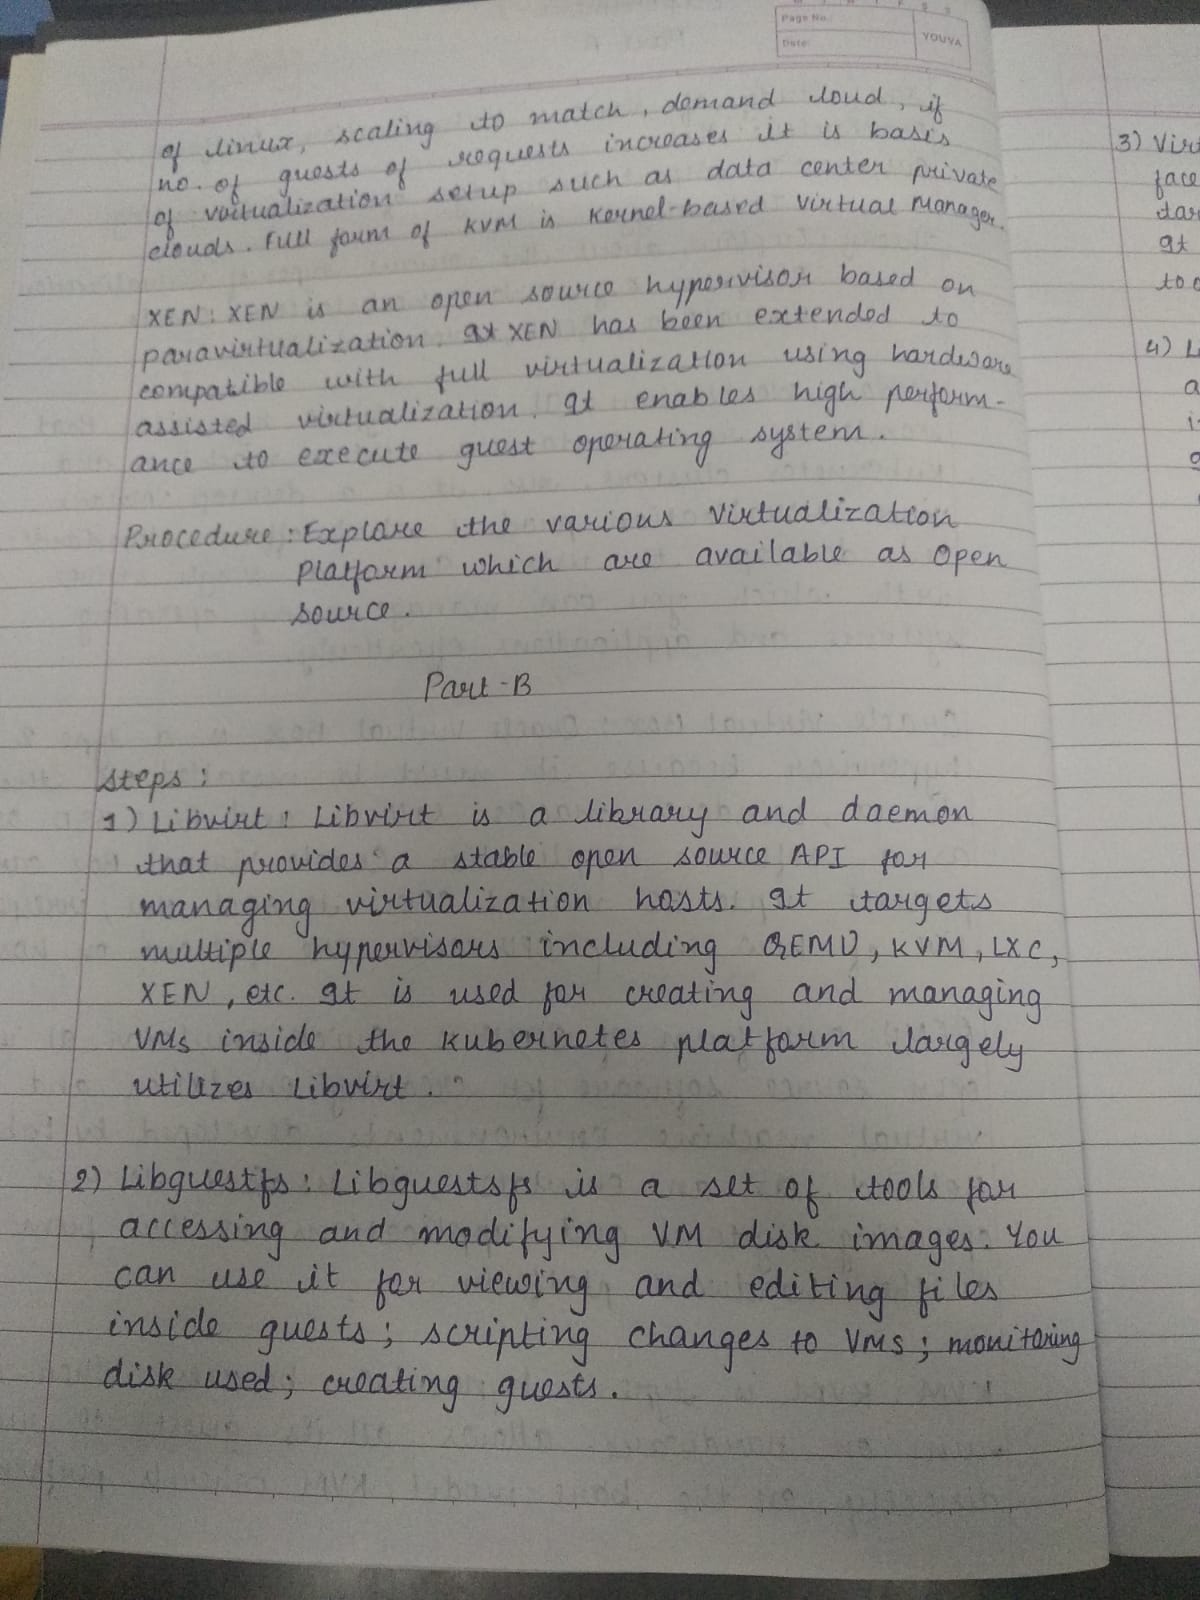 Page No.
Date:
YOUVA
of linux, scaling to match, demand loud, if
no. of guests of requests increases it is basis
of virtualization setup such as data center private
clouds. Full form of KVM is Kernel-based Virtual Manager.
XEN: XEN is an open source hypervisor based on
paravirtualization. It XEN has been extended to
compatible with full virtualization using hardware
assisted virtualization. It enables high perform-
ance to execute guest operating system.
Procedure: Explore the various Virtualization
Platform which are available as Open
source.
Part-B
Steps:
1) Libvirt: Libvirt is a library and daemon
that provides a stable open source API for
managing virtualization hosts. It targets
multiple hypervisors including QEMU, KVM, LXC,
XEN, etc. It is used for creating and managing
VMs inside the Kubernetes platform largely
utilizes Libvirt.
2) Libguestfs: Libguestsfs is a set of tools for
accessing and modifying VM disk images. You
can use it for viewing and editing files
inside guests; scripting changes to VMs; monitoring
disk used; creating guests.
3) Virt
face
4)